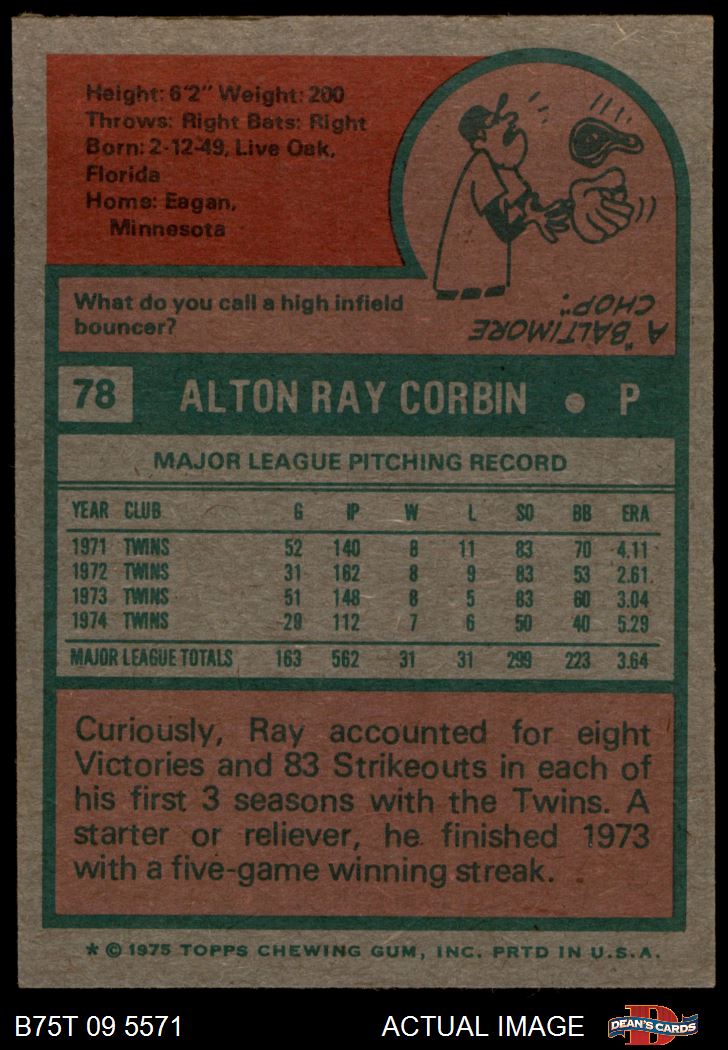 Height: 6'2" Weight: 200
Throws: Right Bats: Right
Born: 2-12-49, Live Oak,
Florida
Home: Eagan,
Minnesota
What do you call a high infield
bouncer?
A "BALTIMORE
CHOP."
78 ALTON RAY CORBIN ● P
MAJOR LEAGUE PITCHING RECORD
YEAR CLUB G IP W L SO BB ERA
1971 TWINS 52 140 8 11 83 70 4.11
1972 TWINS 31 162 8 9 83 53 2.61
1973 TWINS 51 148 8 5 83 60 3.04
1974 TWINS 29 112 7 6 50 40 5.29
MAJOR LEAGUE TOTALS 163 562 31 31 299 223 3.64
Curiously, Ray accounted for eight
Victories and 83 Strikeouts in each of
his first 3 seasons with the Twins. A
starter or reliever, he finished 1973
with a five-game winning streak.
* © 1975 TOPPS CHEWING GUM, INC. PRTD IN U.S.A.
B75T 09 5571 ACTUAL IMAGE D DEAN'S CARDS